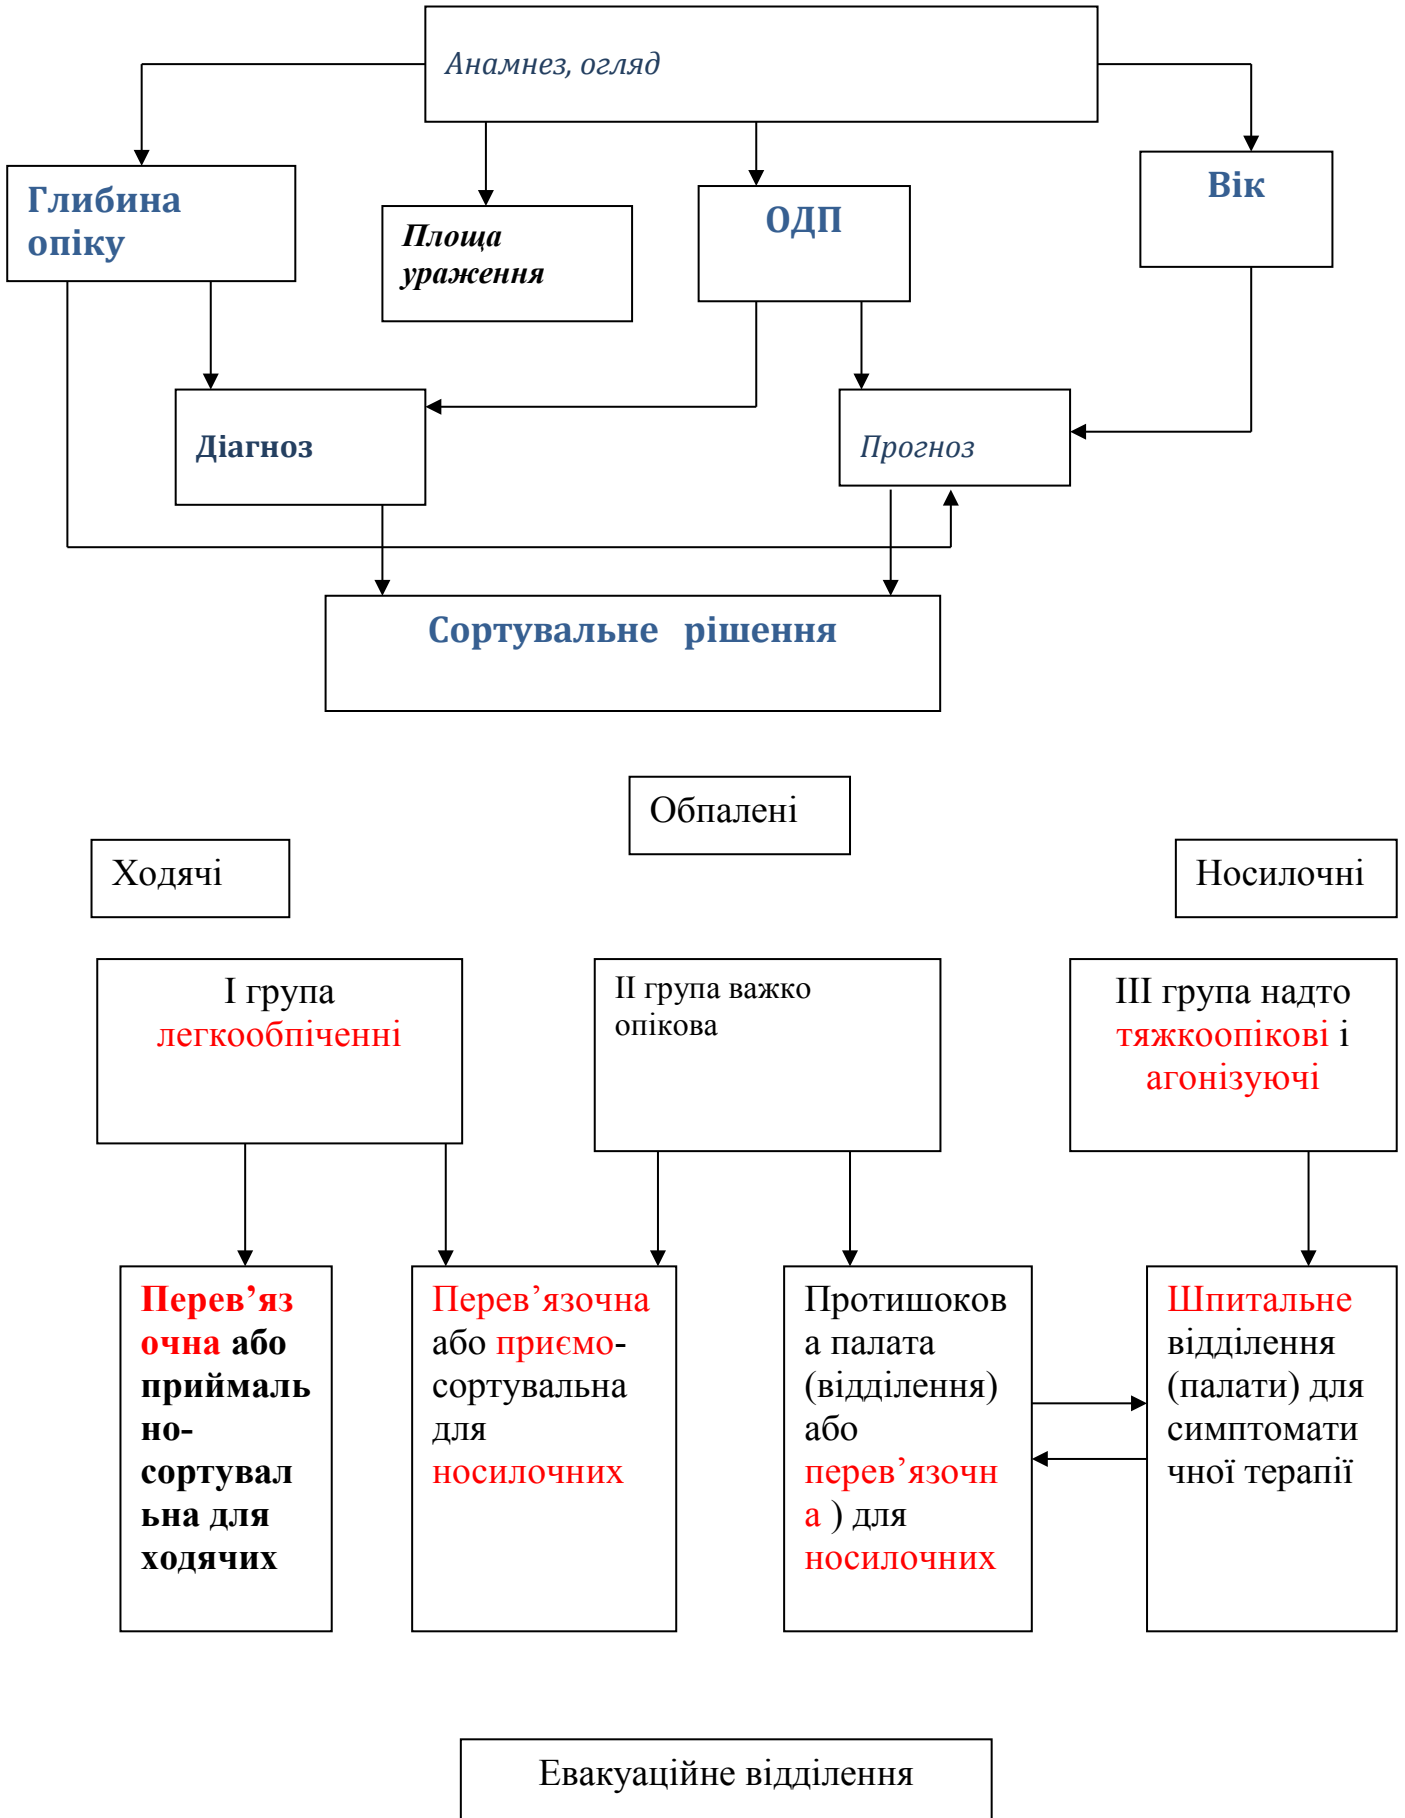 Анамнез, огляд
Глибина
опіку
Площа
ураження
ОДП
Вік
Діагноз
Прогноз
Сортувальне рішення
Обпалені
Ходячі
Носилочні
І група
легкообпіченні
ІІ група важко
опікова
ІІІ група надто
тяжкоопікові і
агонізуючі
Перев’яз
очна або
приймаль
но-
сортувал
ьна для
ходячих
Перев’язочна
або приємо-
сортувальна
для
носилочних
Протишоков
а палата
(відділення)
або
перев’язочн
а ) для
носилочних
Шпитальне
відділення
(палати) для
симптомати
чної терапії
Евакуаційне відділення